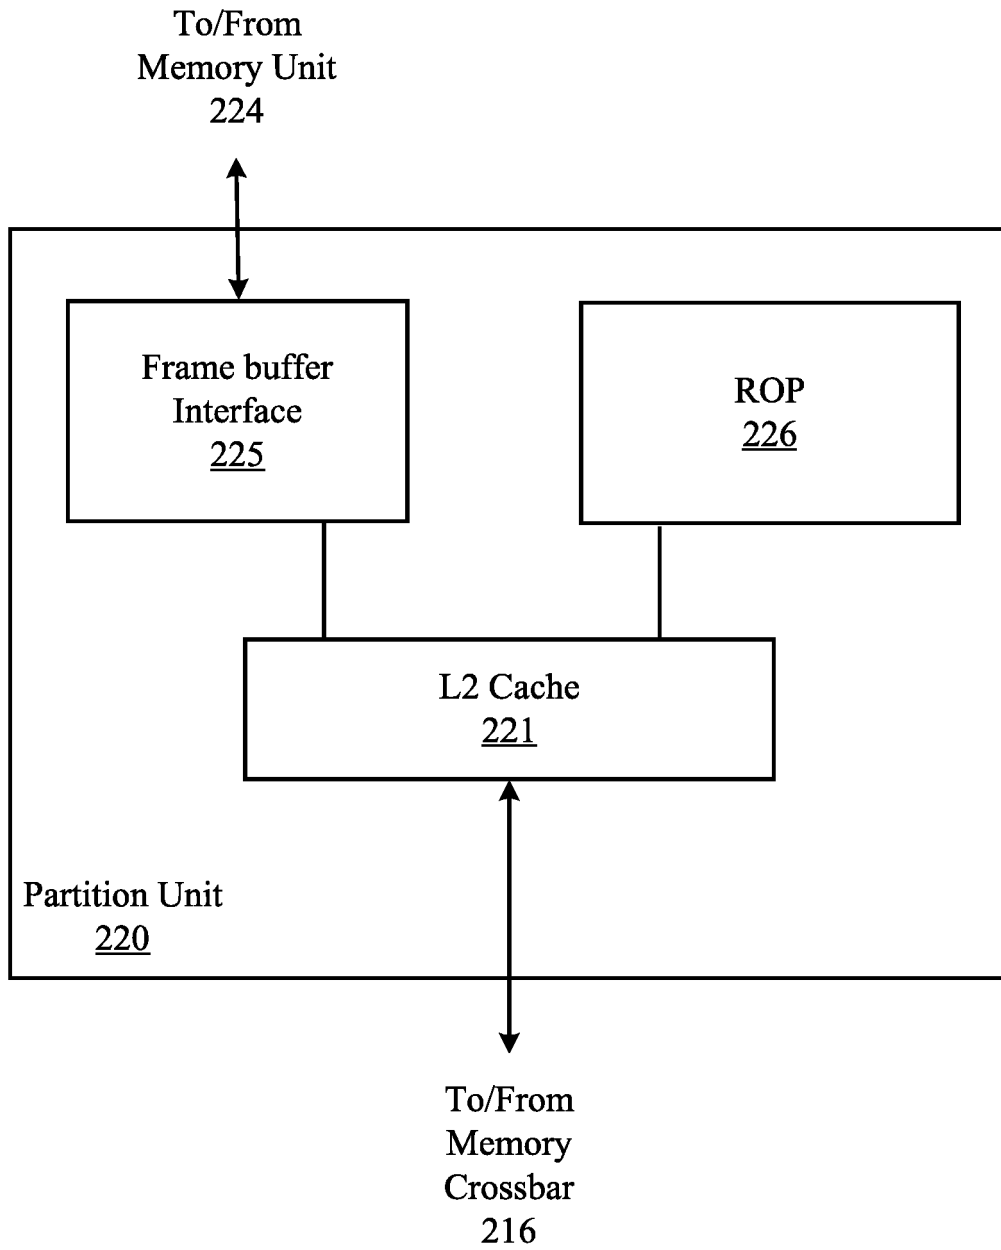 To/From
Memory Unit
224
Frame buffer
Interface
225
ROP
226
L2 Cache
221
Partition Unit
220
To/From
Memory
Crossbar
216